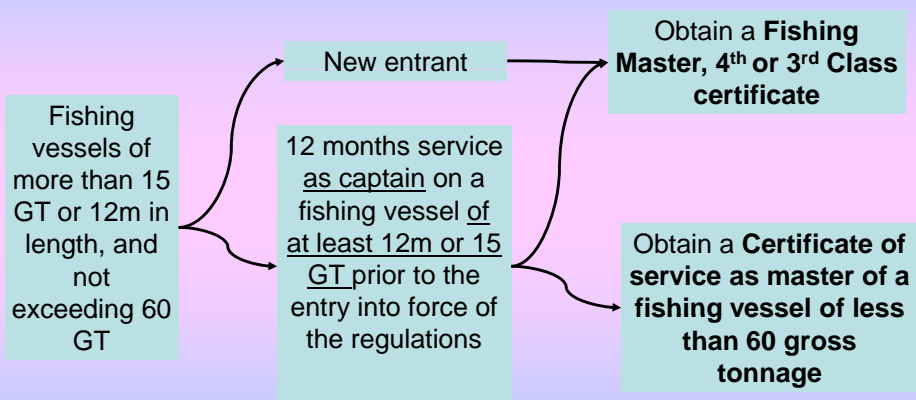 Fishing
vessels of
more than 15
GT or 12m in
length, and
not
exceeding 60
GT
New entrant
12 months service
as captain on a
fishing vessel of
at least 12m or 15
GT prior to the
entry into force of
the regulations
Obtain a Fishing
Master, 4th or 3rd Class
certificate
Obtain a Certificate of
service as master of a
fishing vessel of less
than 60 gross
tonnage